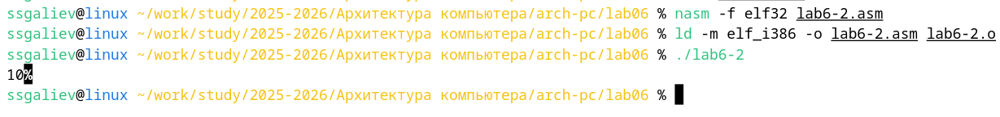 ssgaliev@linux ~/work/study/2025-2026/Архитектура компьютера/arch-pc/lab06 % nasm -f elf32 lab6-2.asm
ssgaliev@linux ~/work/study/2025-2026/Архитектура компьютера/arch-pc/lab06 % ld -m elf_i386 -o lab6-2.asm lab6-2.o
ssgaliev@linux ~/work/study/2025-2026/Архитектура компьютера/arch-pc/lab06 % ./lab6-2
10%
ssgaliev@linux ~/work/study/2025-2026/Архитектура компьютера/arch-pc/lab06 %